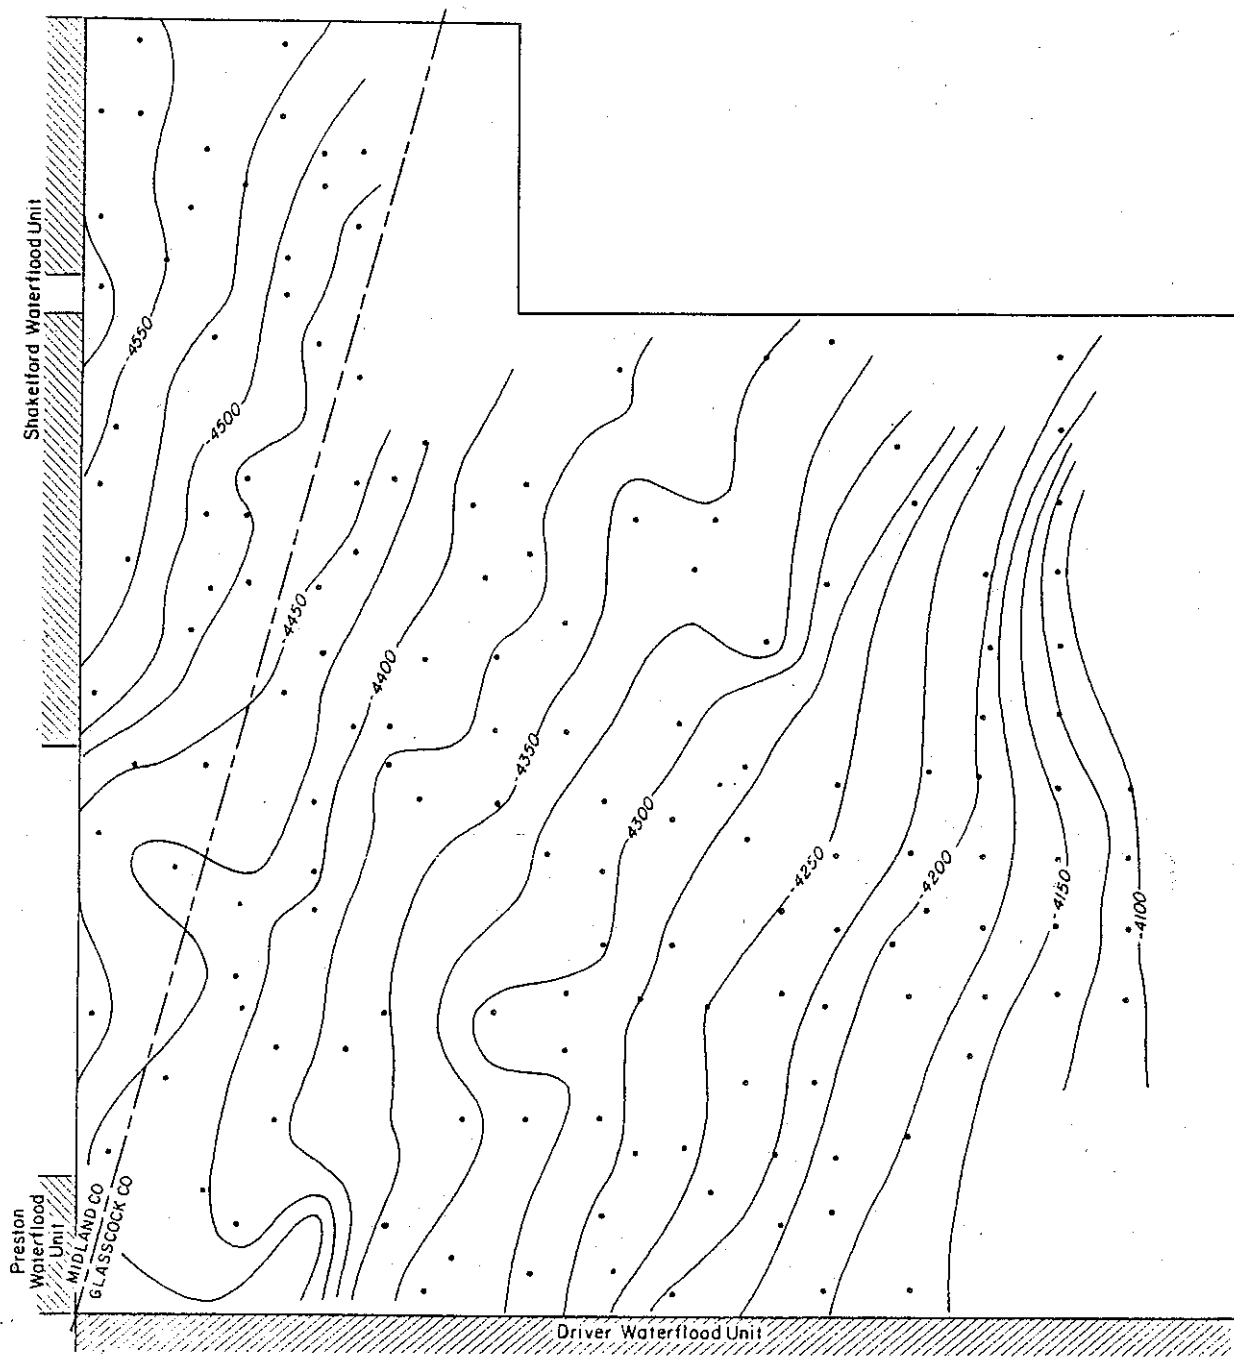 Shakelford Waterflood Unit
-4550
-4500
-4450
-4400
-4350
-4300
-4250
-4200
-4150
-4100
Preston
Waterflood
Unit
MIDLAND CO
GLASSCOCK CO
Driver Waterflood Unit